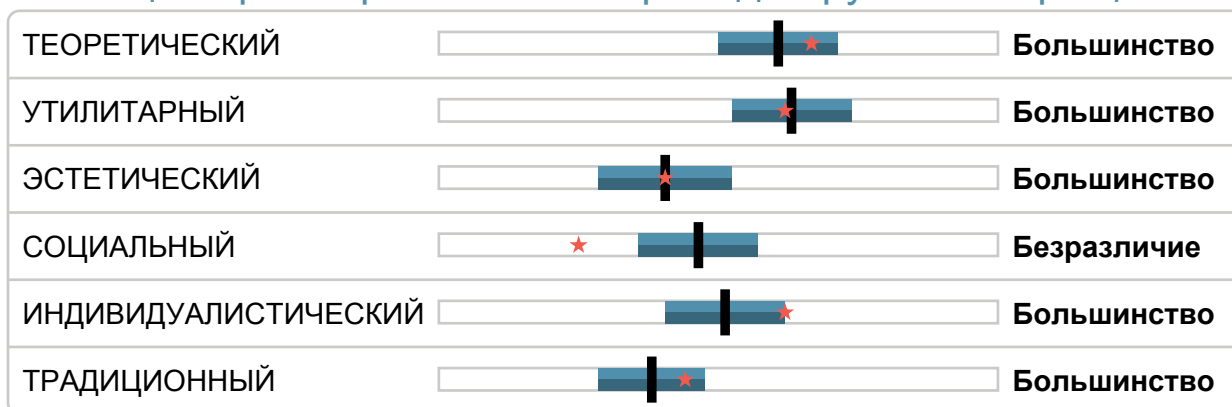 ТЕОРЕТИЧЕСКИЙ Большинство
УТИЛИТАРНЫЙ Большинство
ЭСТЕТИЧЕСКИЙ Большинство
СОЦИАЛЬНЫЙ Безразличие
ИНДИВИДУАЛИСТИЧЕСКИЙ Большинство
ТРАДИЦИОННЫЙ Большинство